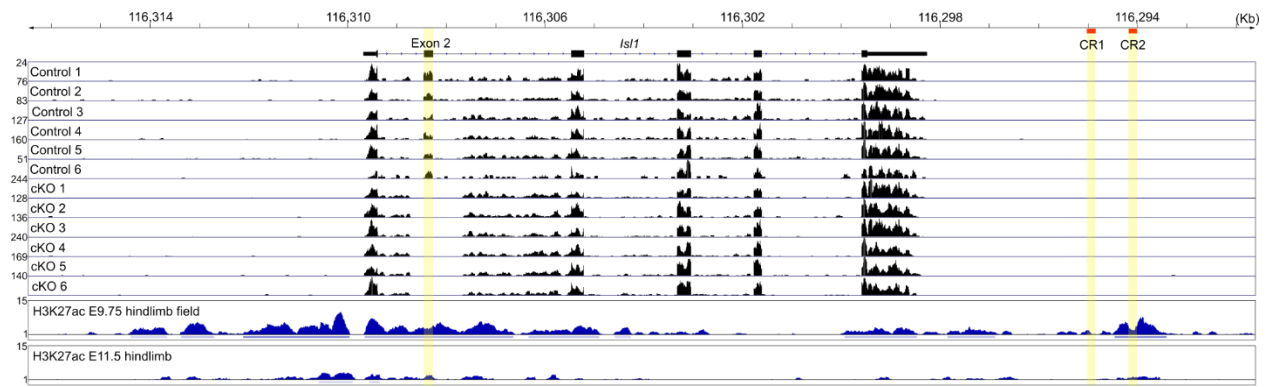 116,314 116,310 116,306 116,302 116,298 116,294 (Kb)
Exon 2 Isl1 CR1 CR2
24
Control 1
76
Control 2
83
Control 3
127
Control 4
160
Control 5
51
Control 6
244
cKO 1
128
cKO 2
136
cKO 3
240
cKO 4
169
cKO 5
140
cKO 6
15
H3K27ac E9.75 hindlimb field
1
15
H3K27ac E11.5 hindlimb
1